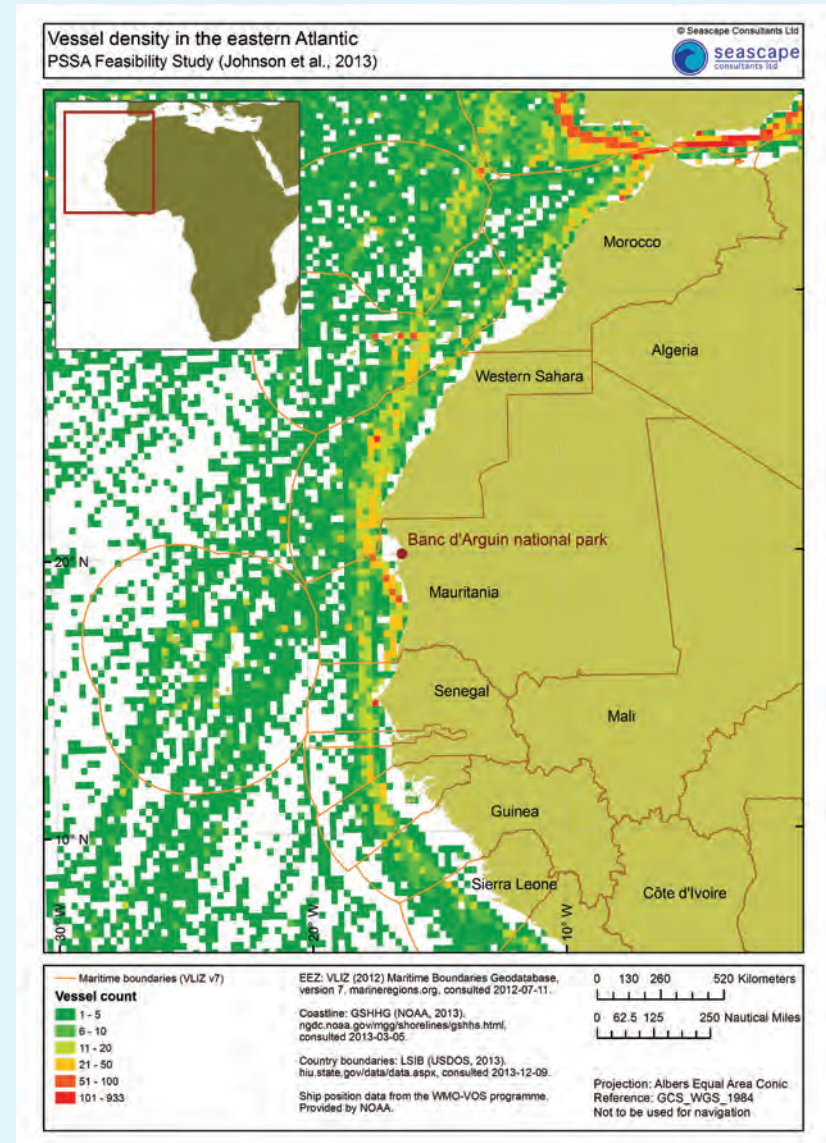 Vessel density in the eastern Atlantic
PSSA Feasibility Study (Johnson et al., 2013)
© Seascape Consultants Ltd
seascape
consultants ltd
Morocco
Algeria
Western Sahara
Banc d'Arguin national park
20° N
Mauritania
Senegal
Mali
Guinea
10° N
Sierra Leone
Côte d'Ivoire
30° W
20° W
10° W
Maritime boundaries (VLIZ v7)
Vessel count
1 - 5
6 - 10
11 - 20
21 - 50
51 - 100
101 - 933
EEZ: VLIZ (2012) Maritime Boundaries Geodatabase,
version 7. marineregions.org, consulted 2012-07-11.
Coastline: GSHHG (NOAA, 2013).
ngdc.noaa.gov/mgg/shorelines/gshhs.html,
consulted 2013-03-05.
Country boundaries: LSIB (USDOS, 2013).
hiu.state.gov/data/data.aspx, consulted 2013-12-09.
Ship position data from the WMO-VOS programme.
Provided by NOAA.
0 130 260 520 Kilometers
0 62.5 125 250 Nautical Miles
Projection: Albers Equal Area Conic
Reference: GCS_WGS_1984
Not to be used for navigation